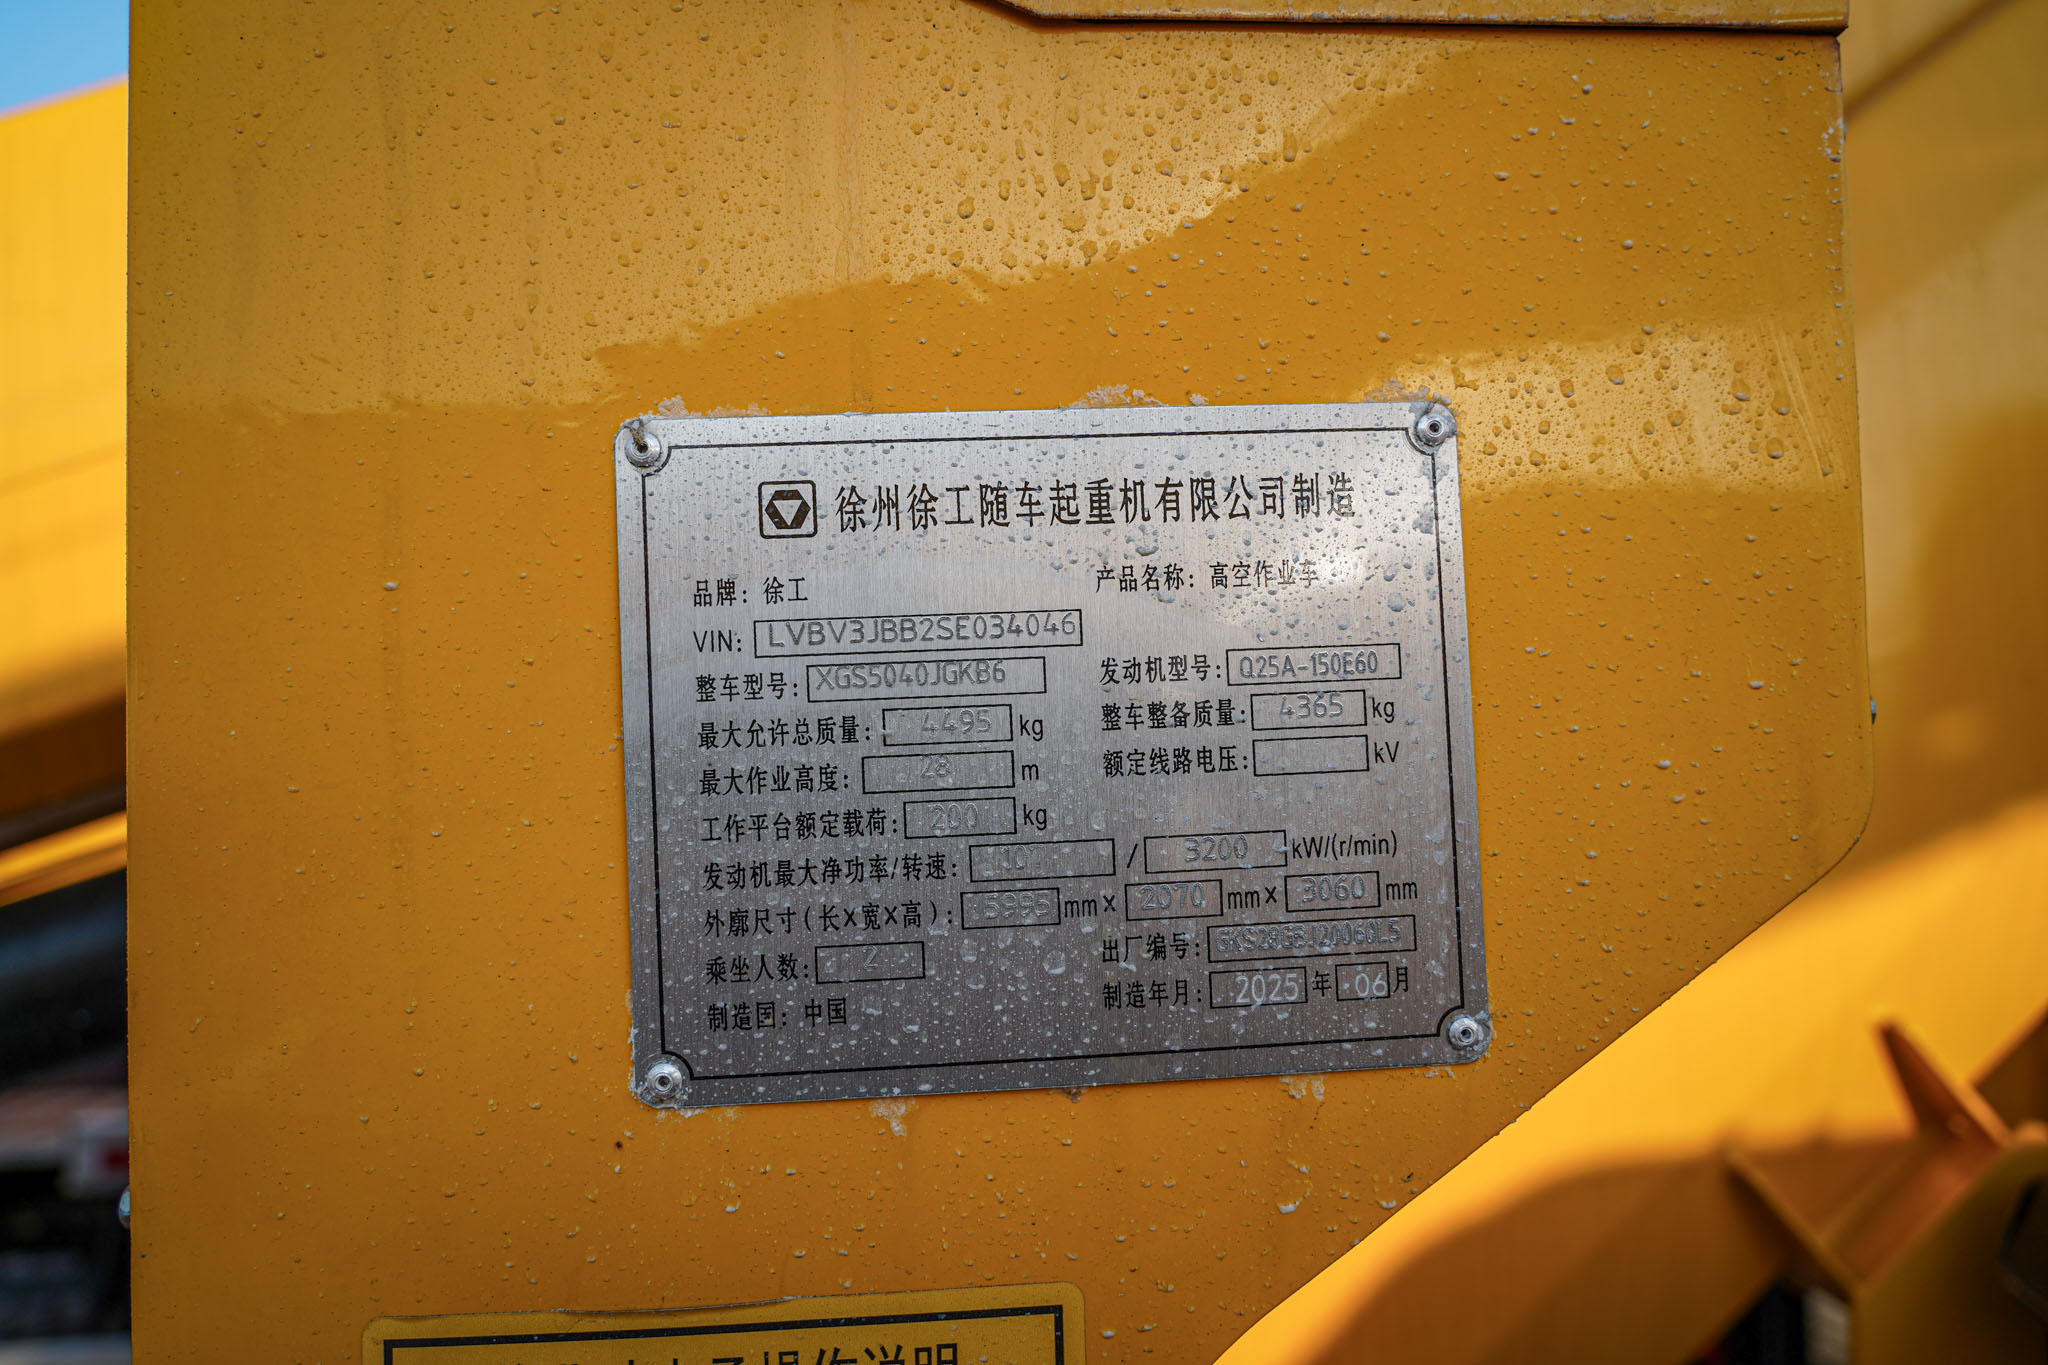 徐州徐工随车起重机有限公司制造
品牌: 徐工 产品名称: 高空作业车
VIN: LVBV3JBB2SE034046
整车型号: XGS5040JGKB6 发动机型号: Q25A-150E60
最大允许总质量: 4495 kg 整车整备质量: 4365 kg
最大作业高度: 28 m 额定线路电压: kV
工作平台额定载荷: 200 kg
发动机最大净功率/转速: / 3200 kW/(r/min)
外廓尺寸(长X宽X高): 5995 mm X 2070 mm X 3060 mm
乘坐人数: 2 出厂编号:
制造国: 中国 制造年月: 2025 年 06 月
操作说明